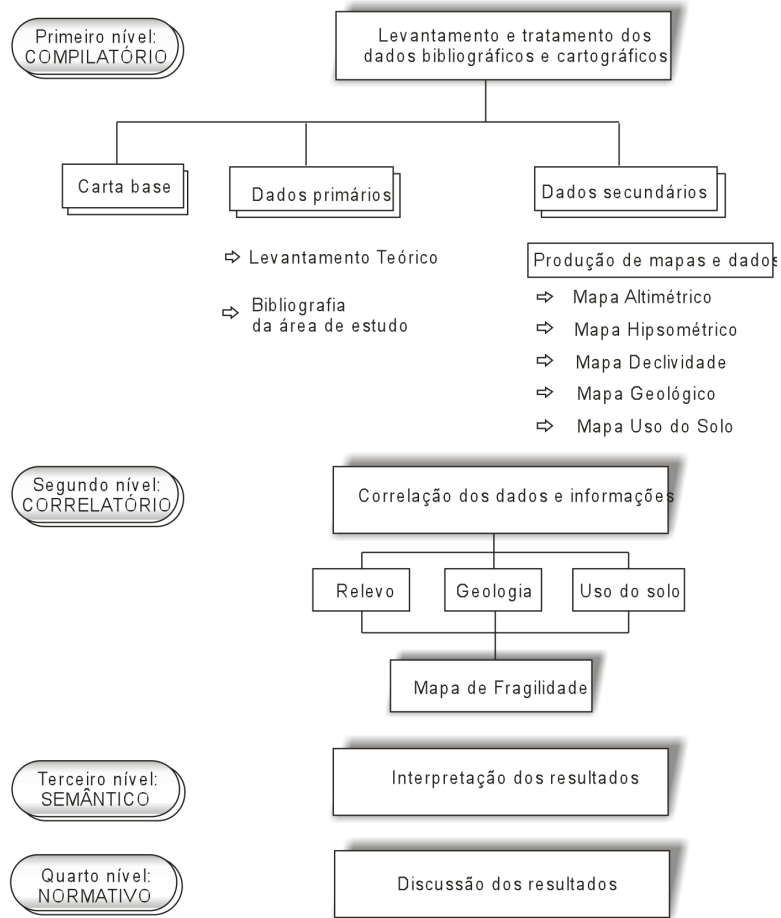 Primeiro nível:
COMPILATÓRIO
Levantamento e tratamento dos
dados bibliográficos e cartográficos
Carta base
Dados primários
Dados secundários
Levantamento Teórico
Bibliografia
da área de estudo
Produção de mapas e dados
Mapa Altimétrico
Mapa Hipsométrico
Mapa Declividade
Mapa Geológico
Mapa Uso do Solo
Segundo nível:
CORRELATÓRIO
Correlação dos dados e informações
Relevo
Geologia
Uso do solo
Mapa de Fragilidade
Terceiro nível:
SEMÂNTICO
Interpretação dos resultados
Quarto nível:
NORMATIVO
Discussão dos resultados